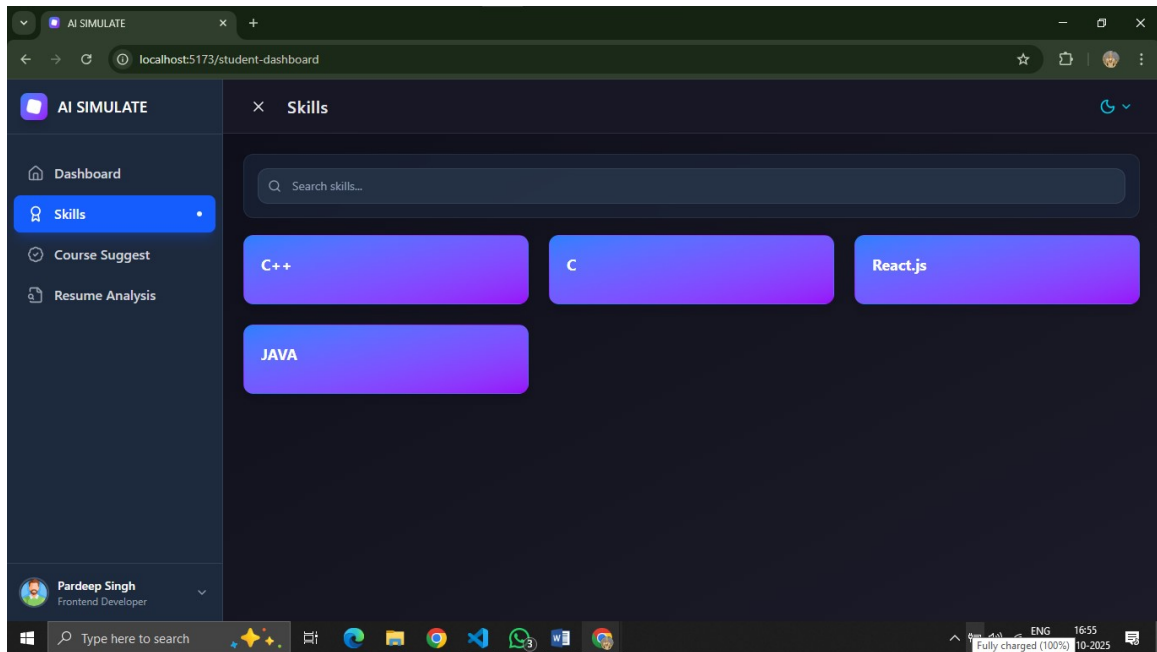 AI SIMULATE
localhost:5173/student-dashboard
AI SIMULATE
Skills
Dashboard
Skills
Course Suggest
Resume Analysis
Search skills...
C++
C
React.js
JAVA
Pardeep Singh
Frontend Developer
Type here to search
3
ENG
16:55
Fully charged (100%)
10-2025